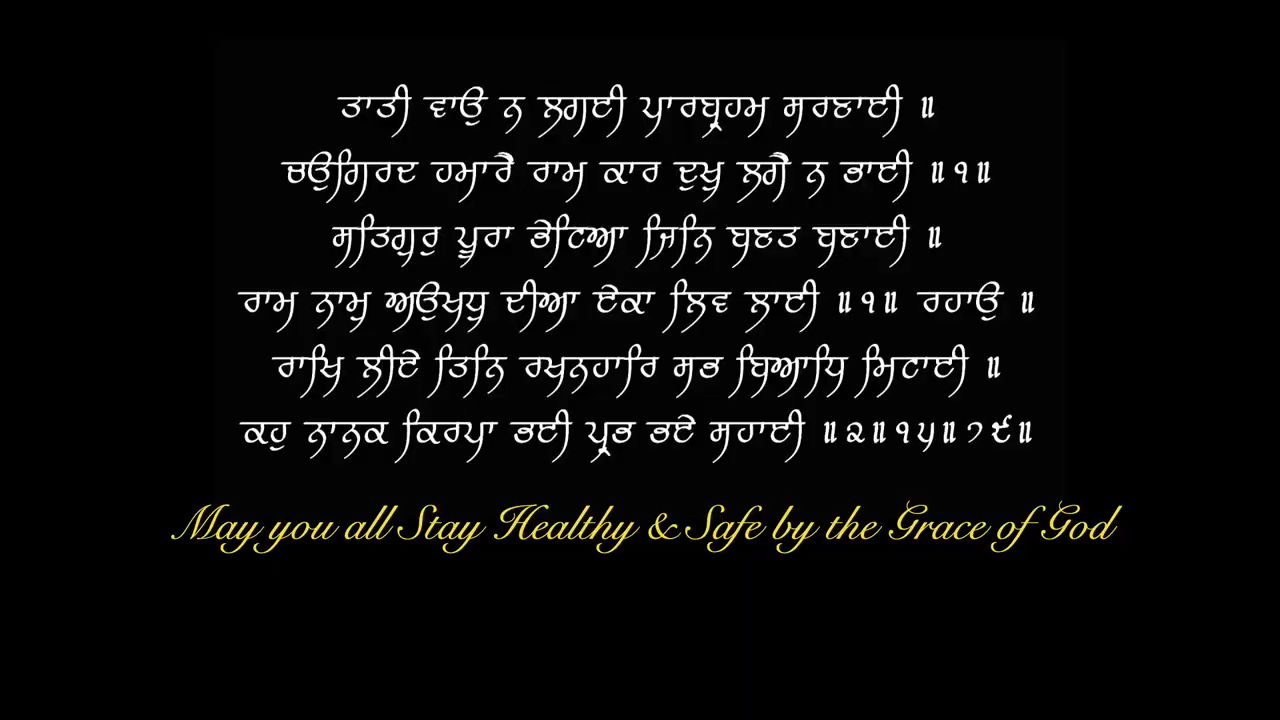 ਤਾਤੀ ਵਾਉ ਨ ਲਗਈ ਪਾਰਬ੍ਰਹਮ ਸਰਣਾਈ ॥
ਚਉਗਿਰਦ ਹਮਾਰੈ ਰਾਮ ਕਾਰ ਦੁਖੁ ਲਗੈ ਨ ਭਾਈ ॥੧॥
ਸਤਿਗੁਰੁ ਪੂਰਾ ਭੇਟਿਆ ਜਿਨਿ ਬਣਤ ਬਣਾਈ ॥
ਰਾਮ ਨਾਮੁ ਅਉਖਧੁ ਦੀਆ ਏਕਾ ਲਿਵ ਲਾਈ ॥੧॥ ਰਹਾਉ ॥
ਰਾਖਿ ਲੀਏ ਤਿਨਿ ਰਖਨਹਾਰਿ ਸਭ ਬਿਆਧਿ ਮਿਟਾਈ ॥
ਕਹੁ ਨਾਨਕ ਕਿਰਪਾ ਭਈ ਪ੍ਰਭ ਭਏ ਸਹਾਈ ॥੨॥੧੫॥੭੯॥
May you all Stay Healthy & Safe by the Grace of God